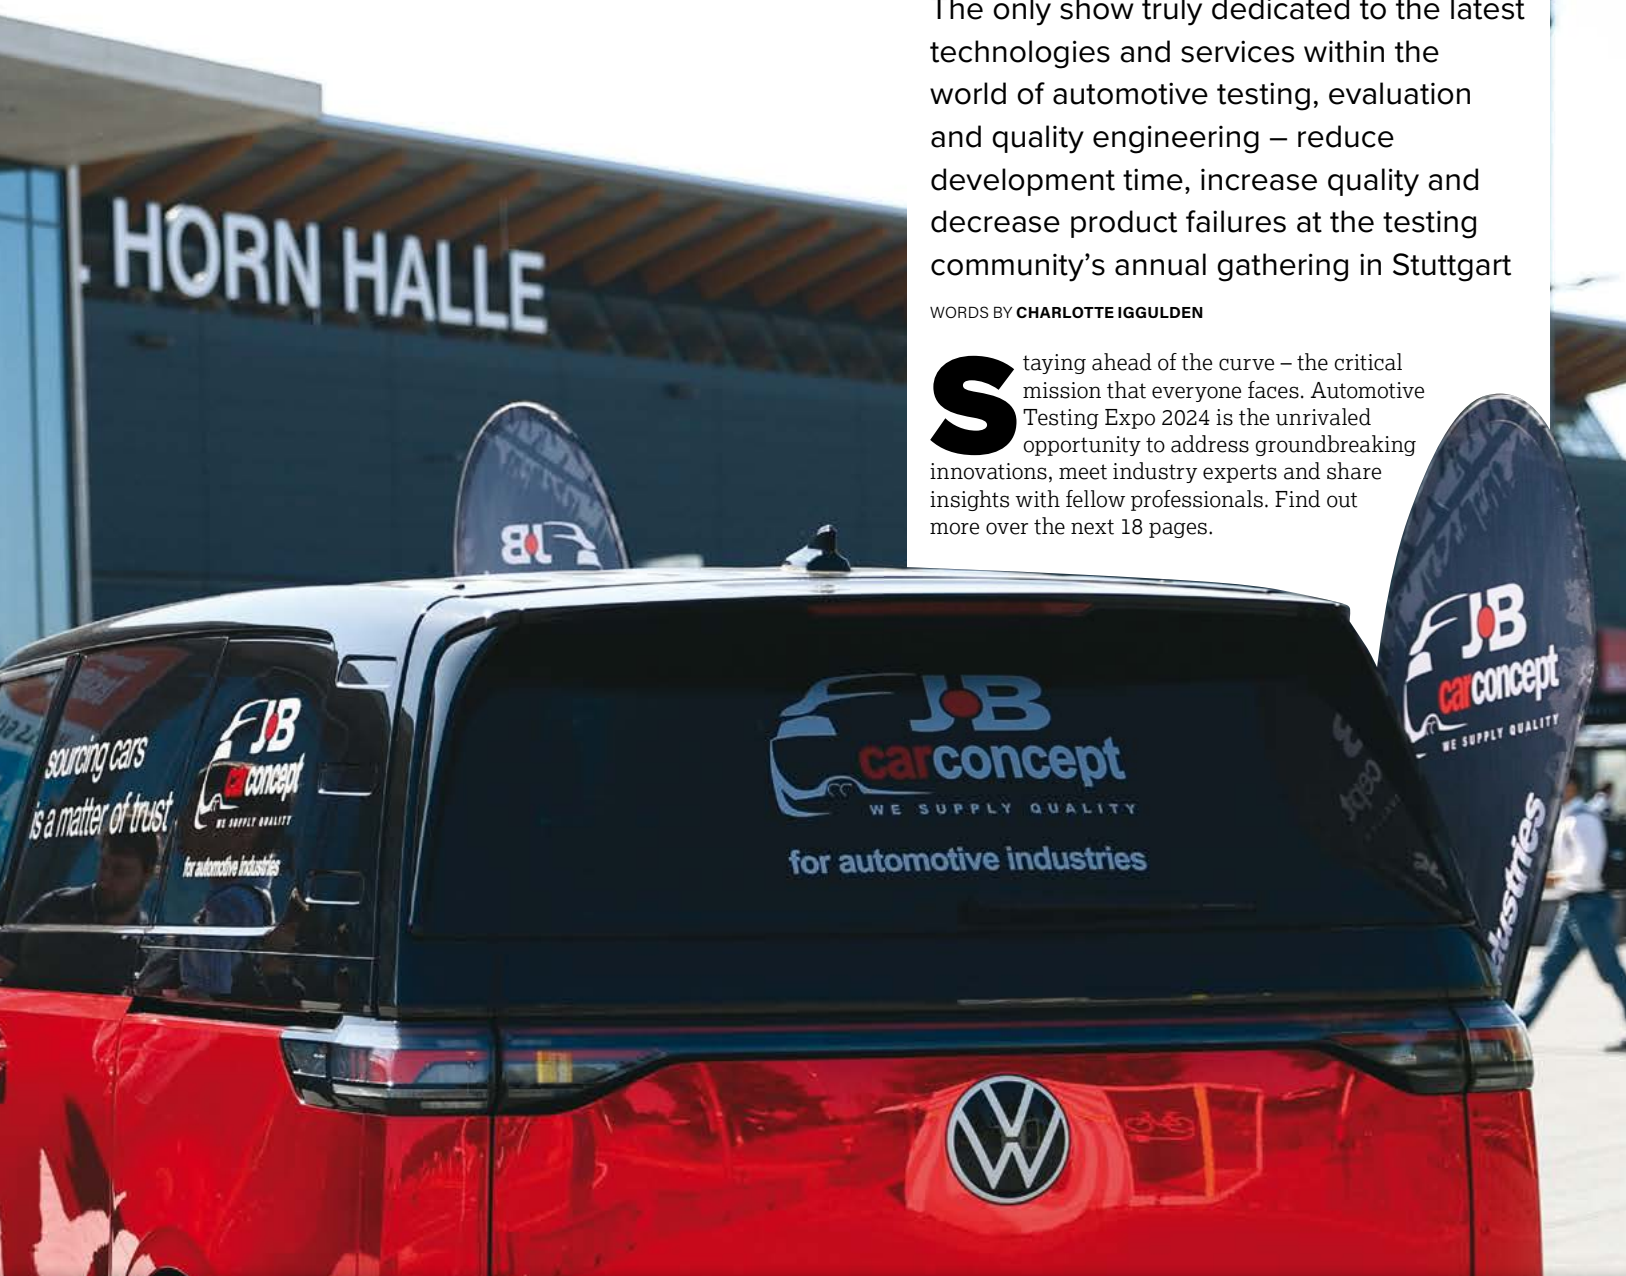 The only show truly dedicated to the latest
technologies and services within the
world of automotive testing, evaluation
and quality engineering – reduce
development time, increase quality and
decrease product failures at the testing
community’s annual gathering in Stuttgart
WORDS BY CHARLOTTE IGGULDEN
Staying ahead of the curve – the critical
mission that everyone faces. Automotive
Testing Expo 2024 is the unrivaled
opportunity to address groundbreaking
innovations, meet industry experts and share
insights with fellow professionals. Find out
more over the next 18 pages.
HORN HALLE
JB
JB
carconcept
WE SUPPLY QUALITY
sourcing cars
is a matter of trust
JB
carconcept
WE SUPPLY QUALITY
for automotive industries
JB
carconcept
WE SUPPLY QUALITY
for automotive industries
VW